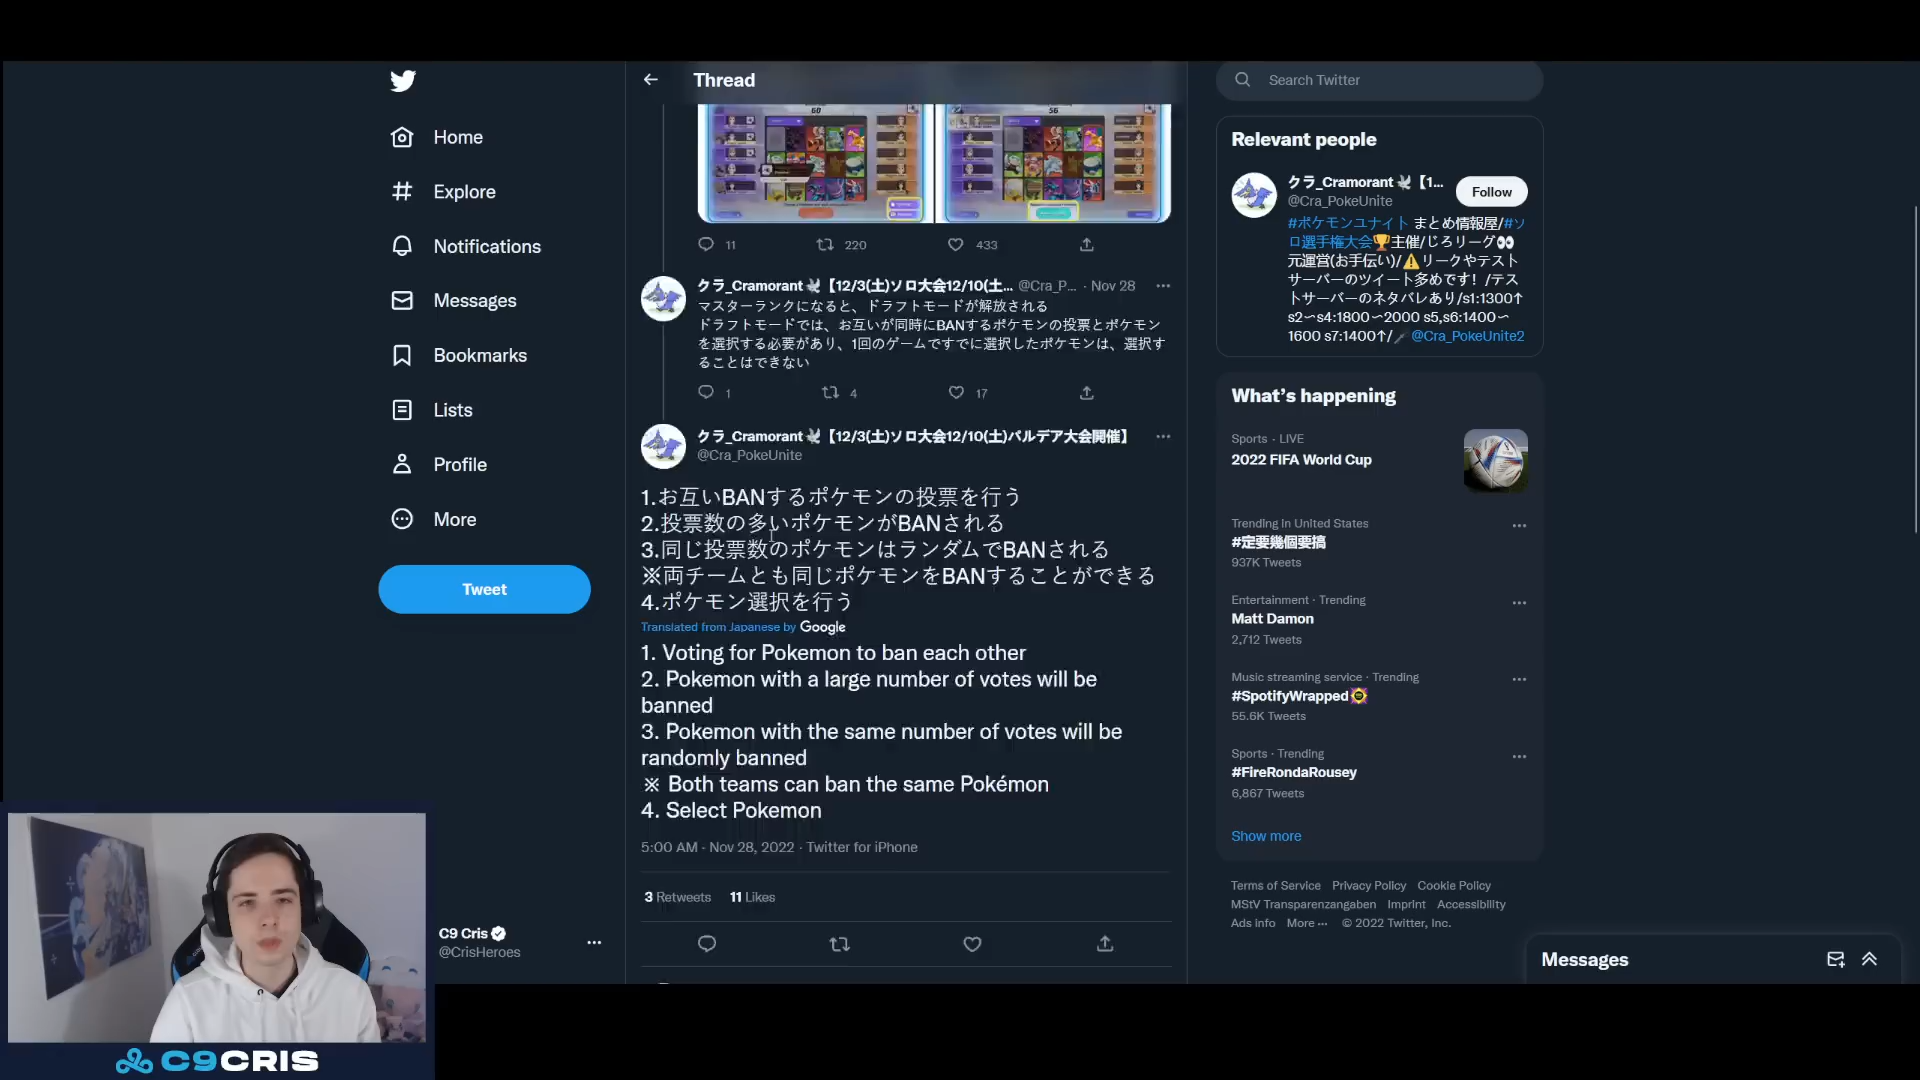 Home
Explore
Notifications
Messages
Bookmarks
Lists
Profile
More
Tweet
C9 Cris
@CrisHeroes
C9CRIS
Thread
60
56
11 220 433
クラ_Cramorant🕊【12/3(土)ソロ大会12/10(土... @Cra_P... · Nov 28
マスターランクになると、ドラフトモードが解放される
ドラフトモードでは、お互いが同時にBANするポケモンの投票とポケモン
を選択する必要があり、1回のゲームですでに選択したポケモンは、選択す
ることはできない
1 4 17
クラ_Cramorant🕊【12/3(土)ソロ大会12/10(土)パルデア大会開催】
@Cra_PokeUnite
1.お互いBANするポケモンの投票を行う
2.投票数の多いポケモンがBANされる
3.同じ投票数のポケモンはランダムでBANされる
※両チームとも同じポケモンをBANすることができる
4.ポケモン選択を行う
Translated from Japanese by Google
1. Voting for Pokemon to ban each other
2. Pokemon with a large number of votes will be
banned
3. Pokemon with the same number of votes will be
randomly banned
※ Both teams can ban the same Pokémon
4. Select Pokemon
5:00 AM · Nov 28, 2022 · Twitter for iPhone
3 Retweets 11 Likes
Search Twitter
Relevant people
クラ_Cramorant🕊【1...
@Cra_PokeUnite
Follow
#ポケモンユナイト まとめ情報屋/#ソ
ロ選手権大会🏆主催/じろリーグ👀
元運営(お手伝い)/⚠️リークやテスト
サーバーのツイート多めです！/テス
トサーバーのネタバレあり/s1:1300↑
s2〜s4:1800〜2000 s5,s6:1400〜
1600 s7:1400↑/🎤@Cra_PokeUnite2
What's happening
Sports · LIVE
2022 FIFA World Cup
Trending in United States
#定要幾個要搞
937K Tweets
Entertainment · Trending
Matt Damon
2,712 Tweets
Music streaming service · Trending
#SpotifyWrapped
55.6K Tweets
Sports · Trending
#FireRondaRousey
6,867 Tweets
Show more
Terms of Service Privacy Policy Cookie Policy
MStV Transparenzangaben Imprint Accessibility
Ads info More ··· © 2022 Twitter, Inc.
Messages